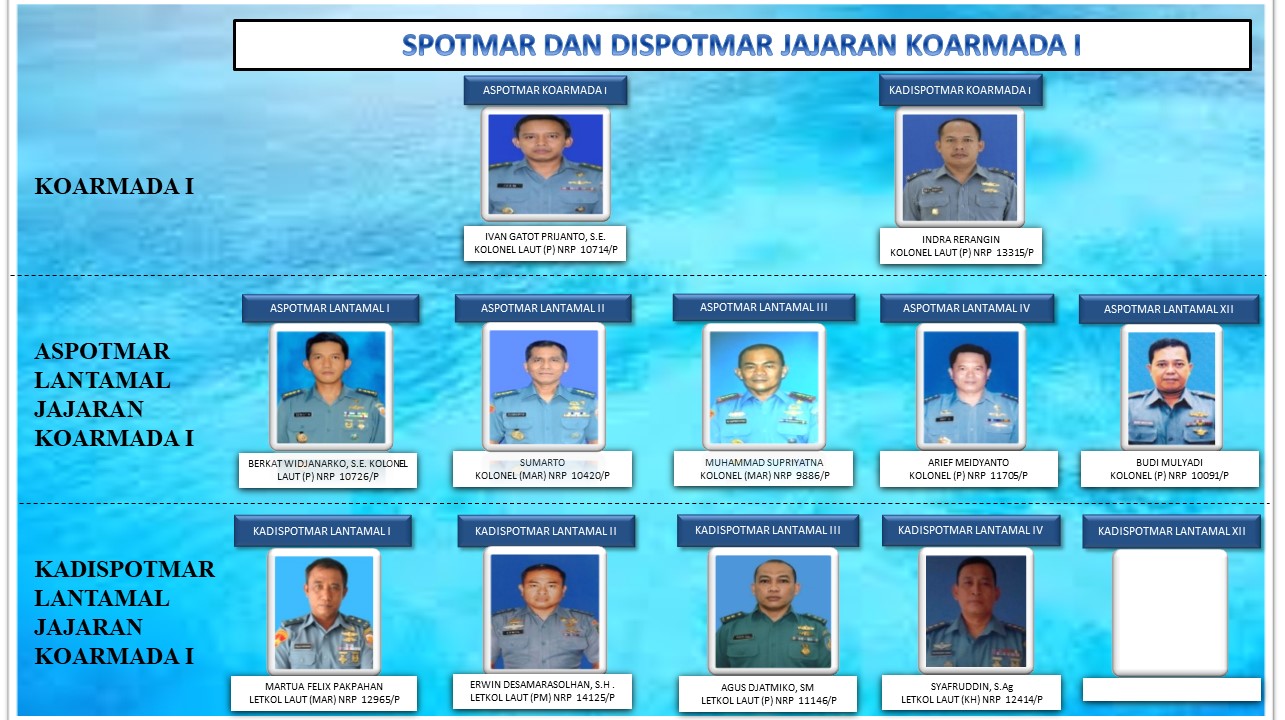 SPOTMAR DAN DISPOTMAR JAJARAN KOARMADA I
KOARMADA I
ASPOTMAR KOARMADA I
IVAN GATOT PRIJANTO, S.E.
KOLONEL LAUT (P) NRP 10714/P
KADISPOTMAR KOARMADA I
INDRA RERANGIN
KOLONEL LAUT (P) NRP 13315/P
ASPOTMAR
LANTAMAL
JAJARAN
KOARMADA I
ASPOTMAR LANTAMAL I
BERKAT WIDJANARKO, S.E. KOLONEL
LAUT (P) NRP 10726/P
ASPOTMAR LANTAMAL II
SUMARTO
KOLONEL (MAR) NRP 10420/P
ASPOTMAR LANTAMAL III
MUHAMMAD SUPRIYATNA
KOLONEL (MAR) NRP 9886/P
ASPOTMAR LANTAMAL IV
ARIEF MEIDYANTO
KOLONEL (P) NRP 11705/P
ASPOTMAR LANTAMAL XII
BUDI MULYADI
KOLONEL (P) NRP 10091/P
KADISPOTMAR
LANTAMAL
JAJARAN
KOARMADA I
KADISPOTMAR LANTAMAL I
MARTUA FELIX PAKPAHAN
LETKOL LAUT (MAR) NRP 12965/P
KADISPOTMAR LANTAMAL II
ERWIN DESAMARASOLHAN, S.H .
LETKOL LAUT (PM) NRP 14125/P
KADISPOTMAR LANTAMAL III
AGUS DJATMIKO, SM
LETKOL LAUT (P) NRP 11146/P
KADISPOTMAR LANTAMAL IV
SYAFRUDDIN, S.Ag
LETKOL LAUT (KH) NRP 12414/P
KADISPOTMAR LANTAMAL XII